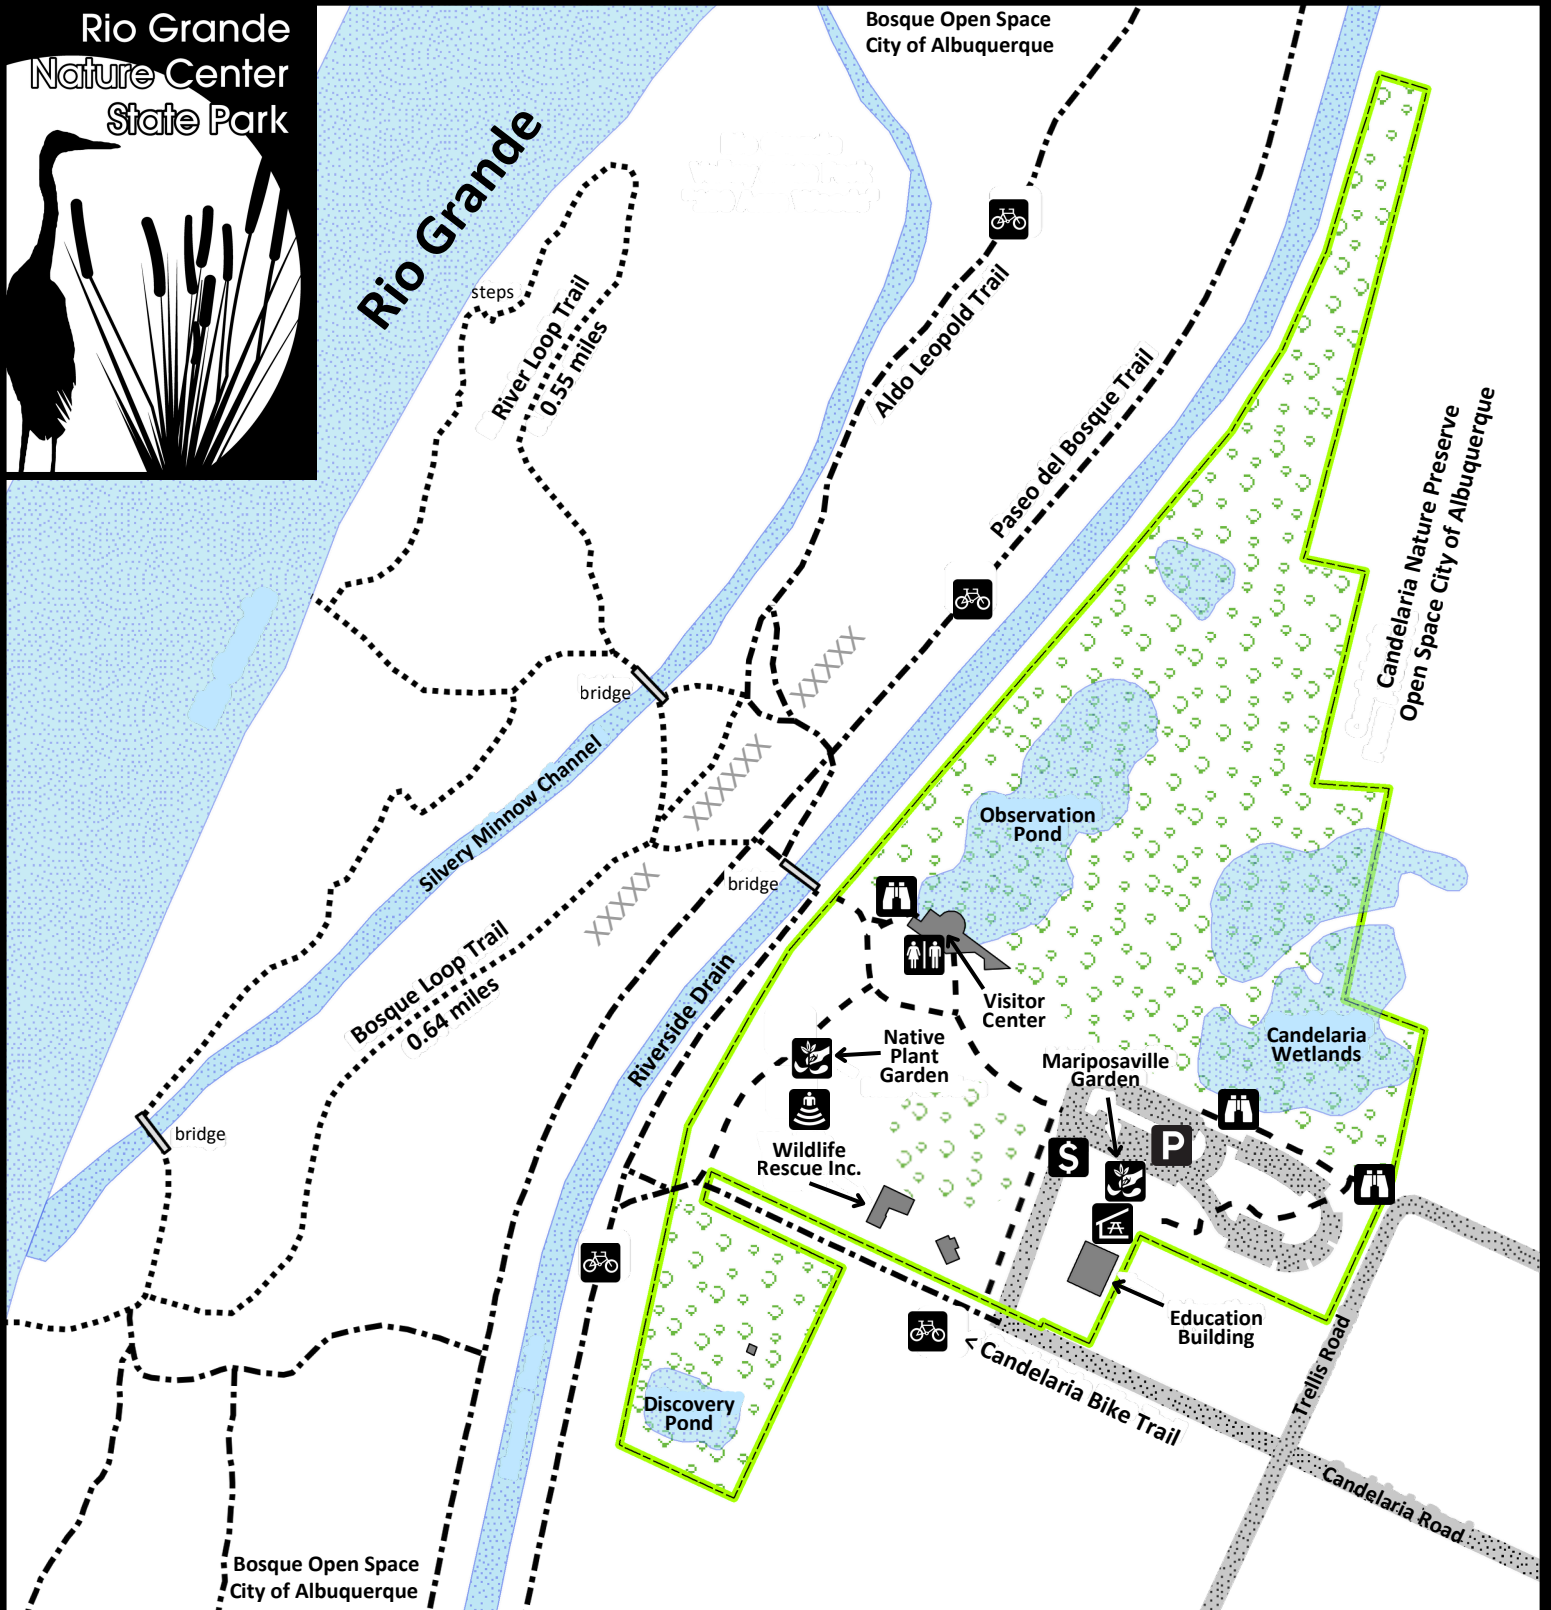 Rio Grande
Nature Center
State Park
Bosque Open Space
City of Albuquerque
Rio Grande
steps
River Loop Trail
0.55 miles
Aldo Leopold Trail
Paseo del Bosque Trail
Candelaria Nature Preserve
Open Space City of Albuquerque
bridge
XXXXX
XXXXXX
XXXXX
Silvery Minnow Channel
Observation
Pond
bridge
Bosque Loop Trail
0.64 miles
Riverside Drain
Visitor
Center
Native
Plant
Garden
Candelaria
Wetlands
Mariposaville
Garden
bridge
Wildlife
Rescue Inc.
$
P
Education
Building
Trellis Road
< Candelaria Bike Trail
Discovery
Pond
Candelaria Road
Bosque Open Space
City of Albuquerque